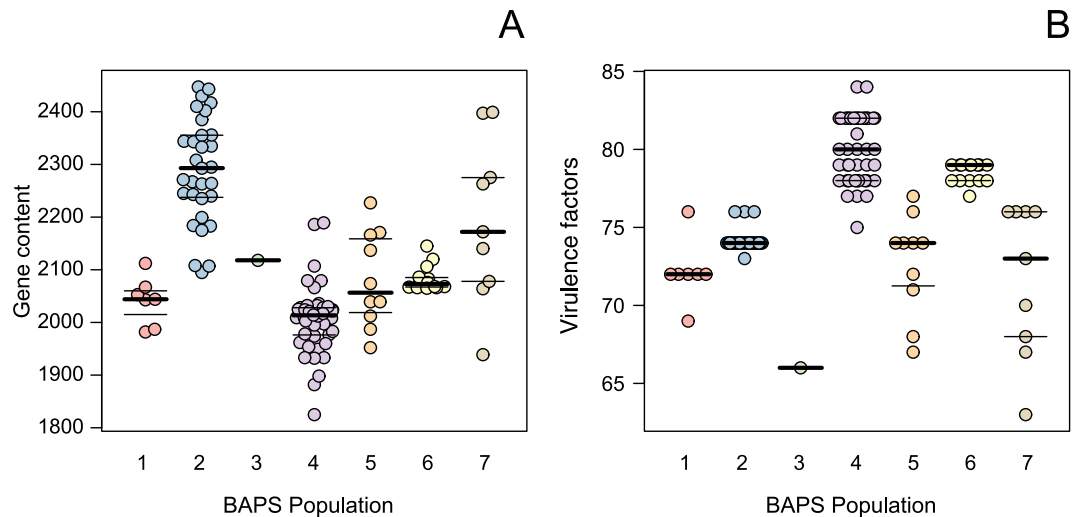 A
Gene content
2400
2300
2200
2100
2000
1900
1800
1 2 3 4 5 6 7
BAPS Population
B
Virulence factors
85
80
75
70
65
1 2 3 4 5 6 7
BAPS Population